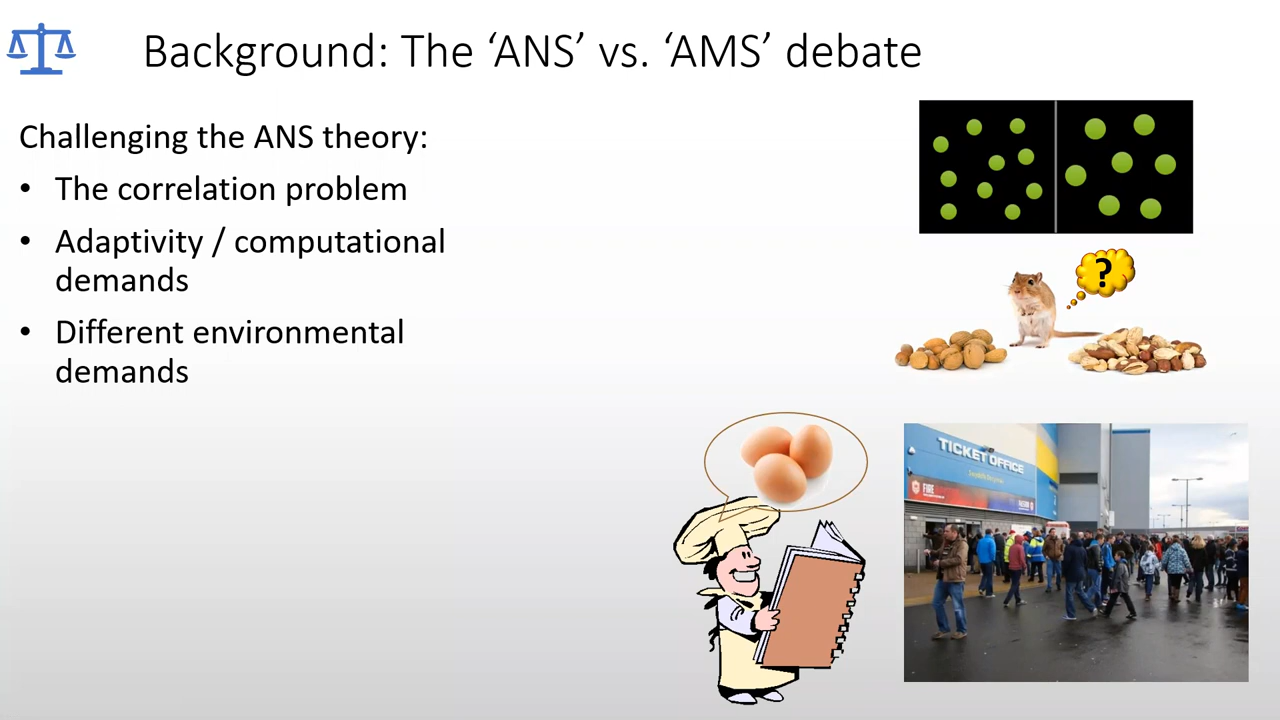 Background: The ‘ANS’ vs. ‘AMS’ debate
Challenging the ANS theory:
• The correlation problem
• Adaptivity / computational
demands
• Different environmental
demands
?
TICKET OFFICE
FIRE